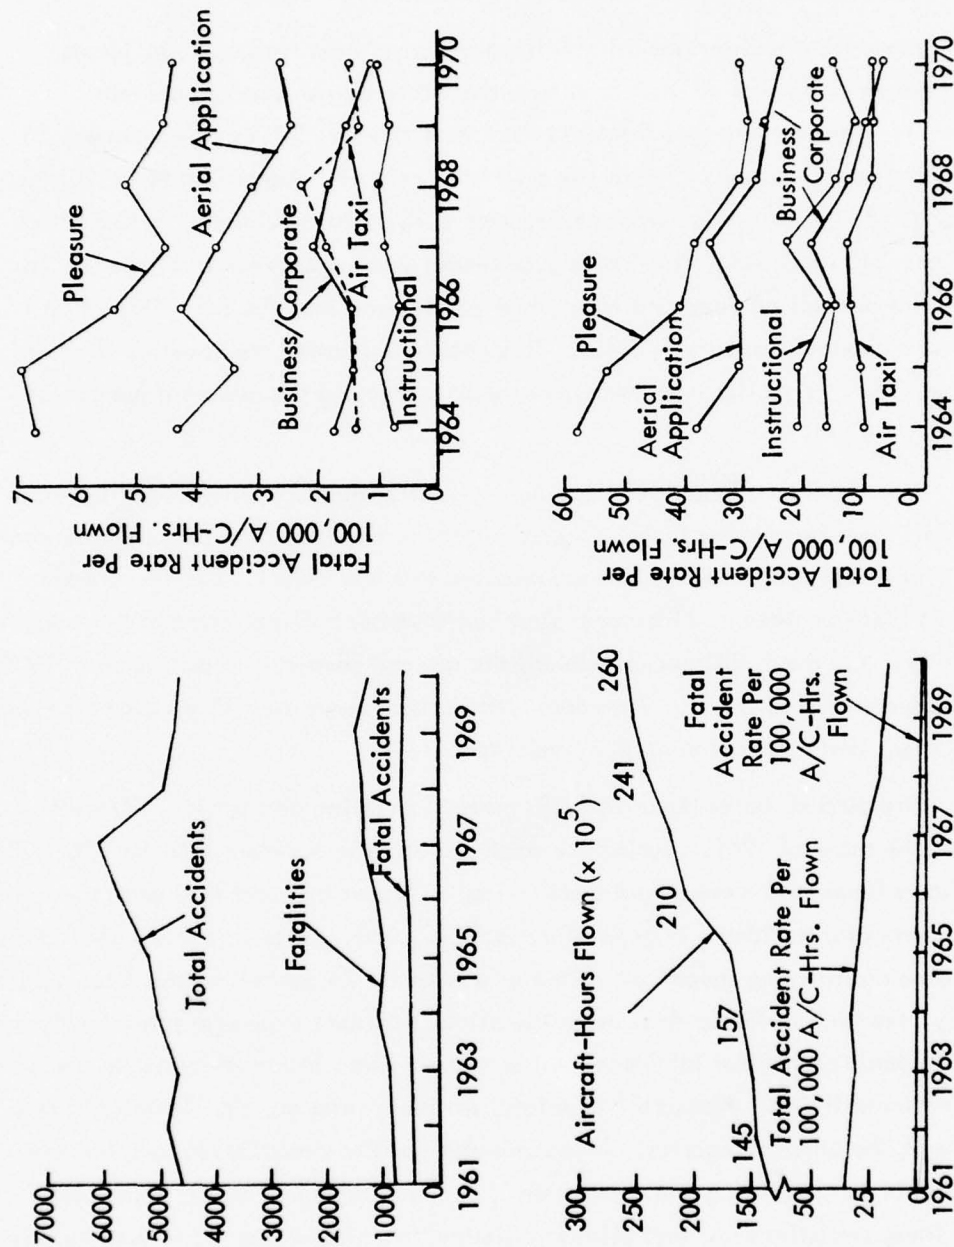 7000
6000
5000
4000
3000
2000
1000
0
1961
1963
1965
1967
1969
Total Accidents
Fatalities
Fatal Accidents
Fatal Accident Rate Per
100,000 A/C-Hrs. Flown
7
6
5
4
3
2
1
0
1964
1966
1968
1970
Pleasure
Aerial Application
Business/Corporate
Air Taxi
Instructional
300
250
200
150
50
25
0
1961
1963
1965
1967
1969
Aircraft-Hours Flown (× 10⁵)
145
157
210
241
260
Total Accident Rate Per
100,000 A/C-Hrs. Flown
Fatal
Accident
Rate Per
100,000
A/C-Hrs.
Flown
Total Accident Rate Per
100,000 A/C-Hrs. Flown
60
50
40
30
20
10
0
1964
1966
1968
1970
Pleasure
Aerial
Application
Instructional
Air Taxi
Business/
Corporate